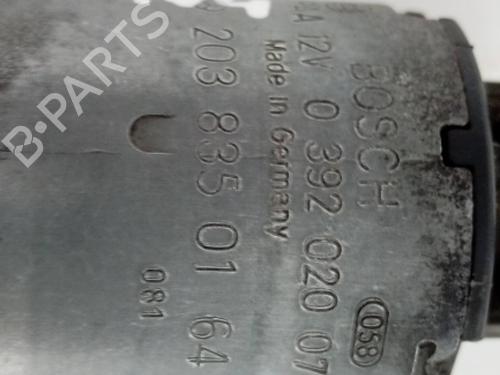 BOSCH
12V 0 392 020 07
Made in Germany
203 835 01 64
081
058
B-PARTS